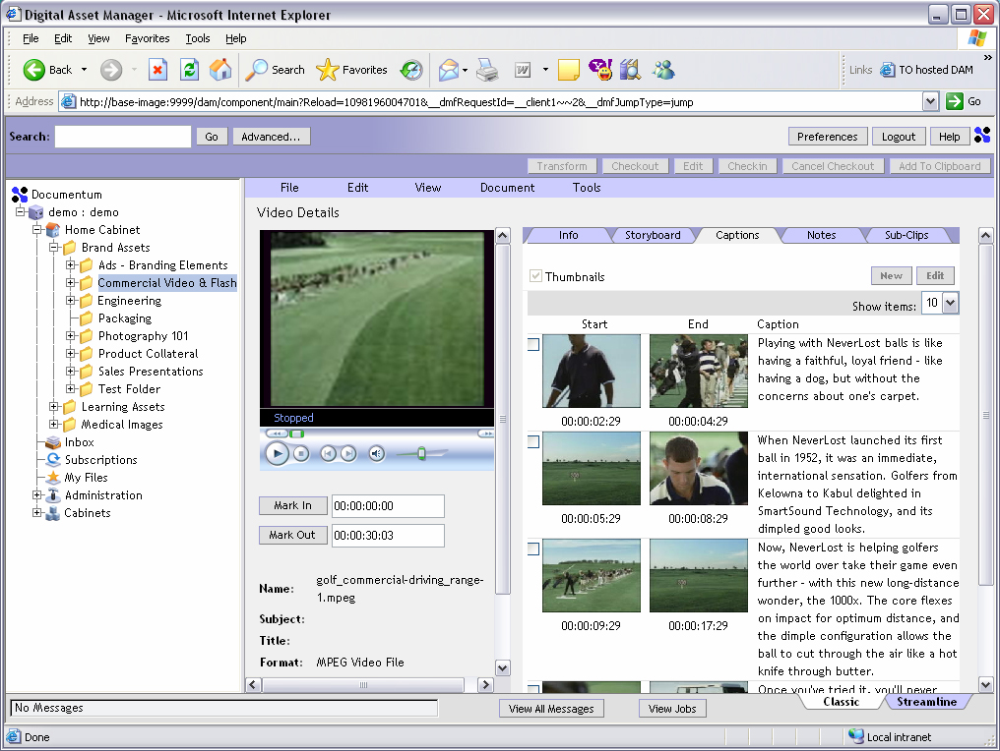 Digital Asset Manager - Microsoft Internet Explorer
File Edit View Favorites Tools Help
Back Search Favorites Links TO hosted DAM
Address http://base-image:9999/dam/component/main?Reload=1098196004701&__dmfRequestId=__client1~~2&__dmfJumpType=jump Go
Search: Go Advanced... Preferences Logout Help
Transform Checkout Edit Checkin Cancel Checkout Add To Clipboard
Documentum
demo : demo
Home Cabinet
Brand Assets
Ads - Branding Elements
Commercial Video & Flash
Engineering
Packaging
Photography 101
Product Collateral
Sales Presentations
Test Folder
Learning Assets
Medical Images
Inbox
Subscriptions
My Files
Administration
Cabinets
File Edit View Document Tools
Video Details
Stopped
Mark In 00:00:00:00
Mark Out 00:00:30:03
Name: golf_commercial-driving_range-
1.mpeg
Subject:
Title:
Format: MPEG Video File
Info Storyboard Captions Notes Sub-Clips
Thumbnails New Edit
Show items: 10
Start End Caption
Playing with NeverLost balls is like
having a faithful, loyal friend - like
having a dog, but without the
concerns about one's carpet.
00:00:02:29 00:00:04:29
When NeverLost launched its first
ball in 1952, it was an immediate,
international sensation. Golfers from
Kelowna to Kabul delighted in
SmartSound Technology, and its
dimpled good looks.
00:00:05:29 00:00:08:29
Now, NeverLost is helping golfers
the world over take their game even
further - with this new long-distance
wonder, the 1000x. The core flexes
on impact for optimum distance, and
the dimple configuration allows the
ball to cut through the air like a hot
knife through butter.
00:00:09:29 00:00:17:29
Once you've tried it, you'll never
Classic Streamline
No Messages View All Messages View Jobs
Done Local intranet